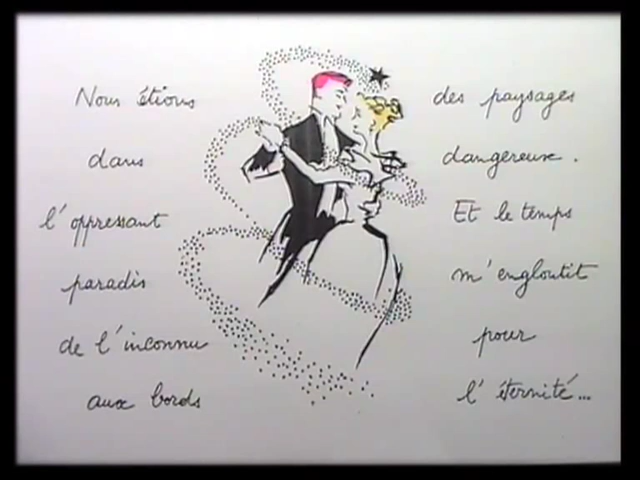 Nous étions
dans
l'oppressant
paradis
de l'inconnu
aux bords
des paysages
dangereux.
Et le temps
m'engloutit
pour
l'éternité...